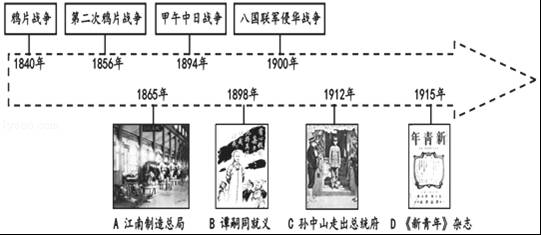 鸦片战争 第二次鸦片战争 甲午中日战争 八国联军侵华战争
1840年 1856年 1894年 1900年
1865年 1898年 1912年 1915年
新青年
A 江南制造总局 B 谭嗣同就义 C 孙中山走出总统府 D 《新青年》杂志